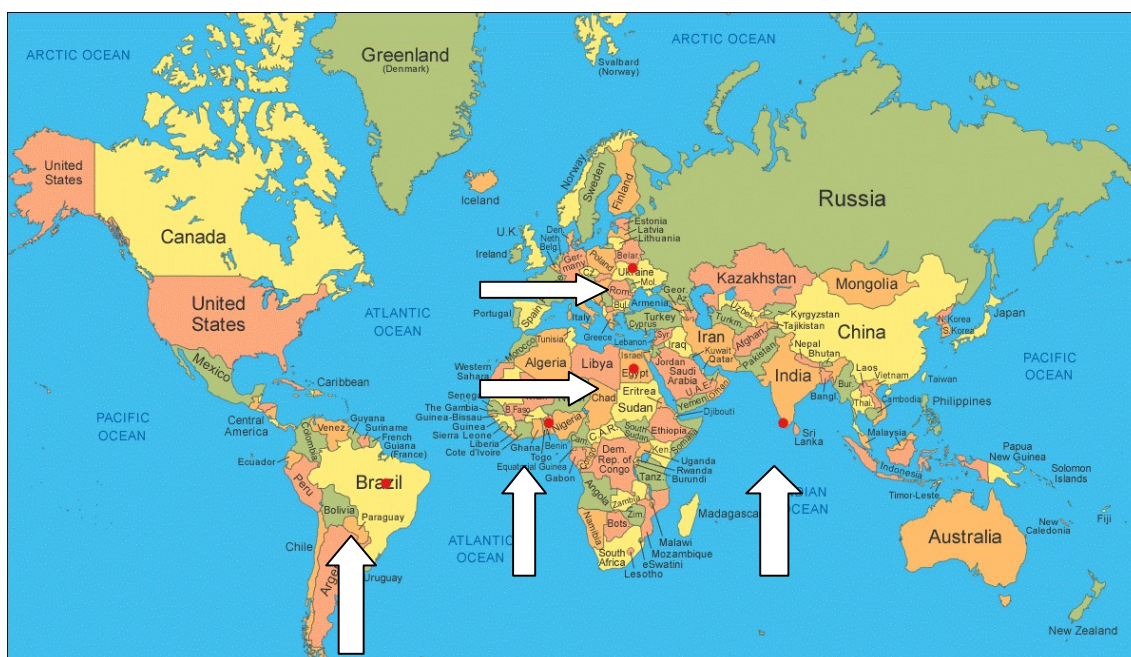 ARCTIC OCEAN
ARCTIC OCEAN
Greenland
(Denmark)
Svalbard
(Norway)
United
States
Canada
Iceland
Norway
Sweden
Finland
Russia
Estonia
Latvia
Lithuania
U.K.
Ireland
Den.
Neth.
Belg.
Ger-
many
Poland
Belar.
Cz.
Ukraine
Mol.
Rom.
Bul.
Kazakhstan
Mongolia
United
States
ATLANTIC
OCEAN
Portugal
Spain
Italy
Greece
Geor.
Az.
Armenia
Turkey
Cyprus
Lebanon
Syr.
Iraq
Israel
Jordan
Kuwait
Qatar
Iran
Uzbek.
Turkm.
Kyrgyzstan
Tajikistan
Afghan.
Pakistan
China
N. Korea
S. Korea
Japan
Nepal
Bhutan
India
Bangl.
Bur.
Laos
Vietnam
Thai.
Cambodia
Taiwan
Philippines
PACIFIC
OCEAN
Mexico
Caribbean
Central
America
PACIFIC
OCEAN
Morocco
Tunisia
Algeria
Libya
Egypt
Western
Sahara
Saudi
Arabia
U.A.E.
Oman
Yemen
Djibouti
Senegal
The Gambia
Guinea-Bissau
Guinea
Sierra Leone
Liberia
Cote d'Ivoire
B.Faso
Ghana
Togo
Benin
Nigeria
Chad
Eritrea
Sudan
South
Sudan
Ethiopia
Somalia
C.A.R.
Cam.
Equatorial Guinea
Gabon
Congo
Dem.
Rep. of
Congo
Ken.
Uganda
Rwanda
Burundi
Tanz.
Angola
Zambia
Malawi
Mozambique
Zim.
Namibia
Bots.
eSwatini
Lesotho
South
Africa
Madagascar
Sri
Lanka
Malaysia
Indonesia
Timor-Leste
Papua
New Guinea
Solomon
Islands
Fiji
New
Caledonia
Australia
New Zealand
OCEAN
Venez.
Guyana
Suriname
French
Guiana
(France)
Colombia
Ecuador
Peru
Brazil
Bolivia
Paraguay
Chile
Uruguay
ATLANTIC
OCEAN